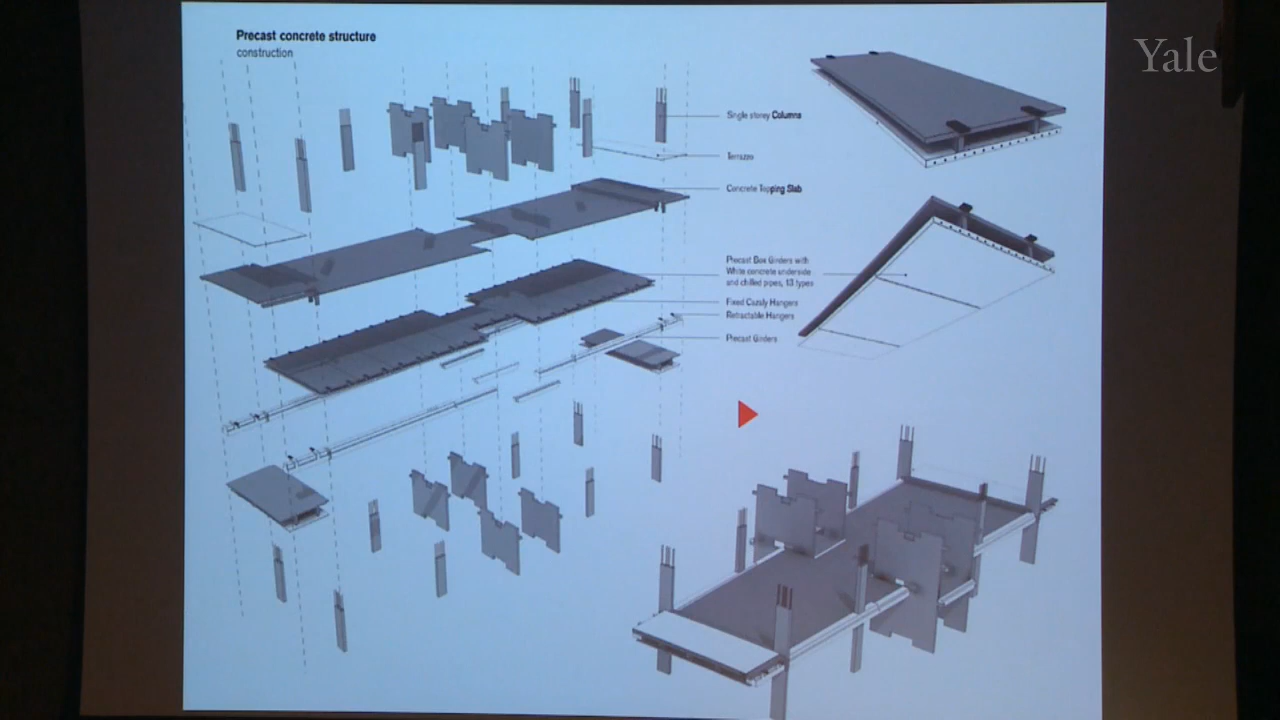 Precast concrete structure
construction
Yale
Single storey Columns
Terrazzo
Concrete Topping Slab
Precast Box Girders with
White concrete underside
and chilled pipes, 13 types
Fixed Cazaly Hangers
Retractable Hangers
Precast Girders